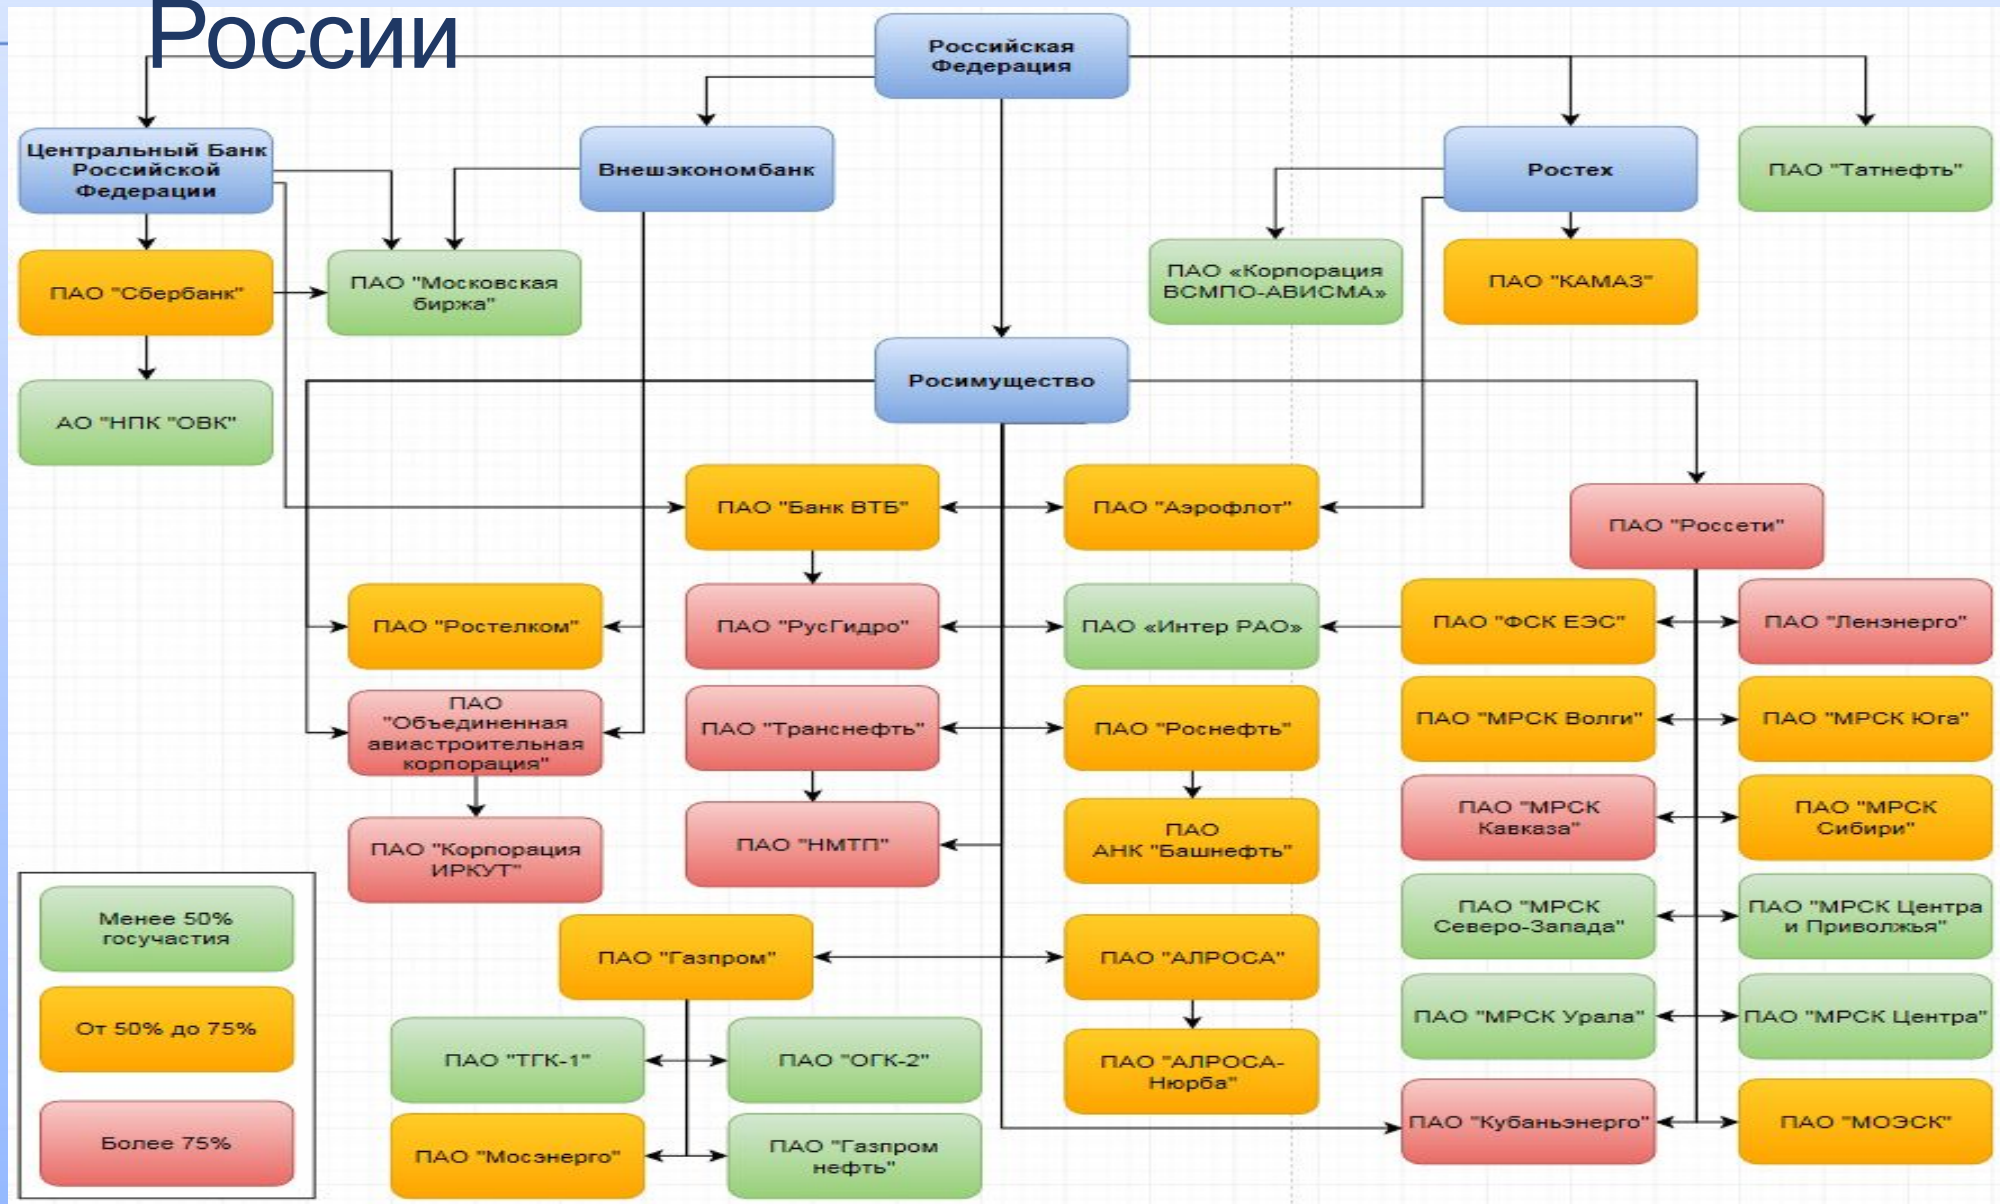 России
Российская
Федерация
Центральный Банк
Российской
Федерации
Внешэкономбанк
Ростех
ПАО "Татнефть"
ПАО "Сбербанк"
ПАО "Московская
биржа"
ПАО «Корпорация
ВСМПО-АВИСМА»
ПАО "КАМАЗ"
Росимущество
АО "НПК "ОВК"
ПАО "Банк ВТБ"
ПАО "Аэрофлот"
ПАО "Россети"
ПАО "Ростелком"
ПАО "РусГидро"
ПАО «Интер РАО»
ПАО "ФСК ЕЭС"
ПАО "Ленэнерго"
ПАО
"Объединенная
авиастроительная
корпорация"
ПАО "Транснефть"
ПАО "Роснефть"
ПАО "МРСК Волги"
ПАО "МРСК Юга"
ПАО "Корпорация
ИРКУТ"
ПАО "НМТП"
ПАО
АНК "Башнефть"
ПАО "МРСК
Кавказа"
ПАО "МРСК
Сибири"
Менее 50%
госучастия
ПАО "Газпром"
ПАО "АЛРОСА"
ПАО "МРСК
Северо-Запада"
ПАО "МРСК Центра
и Приволжья"
От 50% до 75%
ПАО "ТГК-1"
ПАО "ОГК-2"
ПАО "АЛРОСА-
Нюрба"
ПАО "МРСК Урала"
ПАО "МРСК Центра"
Более 75%
ПАО "Мосэнерго"
ПАО "Газпром
нефть"
ПАО "Кубаньэнерго"
ПАО "МОЭСК"